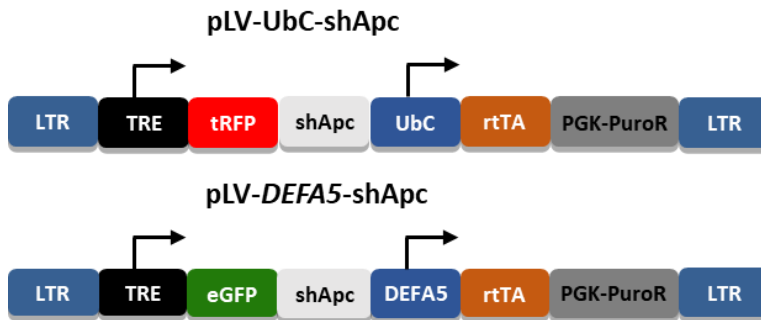 pLV-UbC-shApc
LTR TRE tRFP shApc UbC rtTA PGK-PuroR LTR
pLV-DEFA5-shApc
LTR TRE eGFP shApc DEFA5 rtTA PGK-PuroR LTR